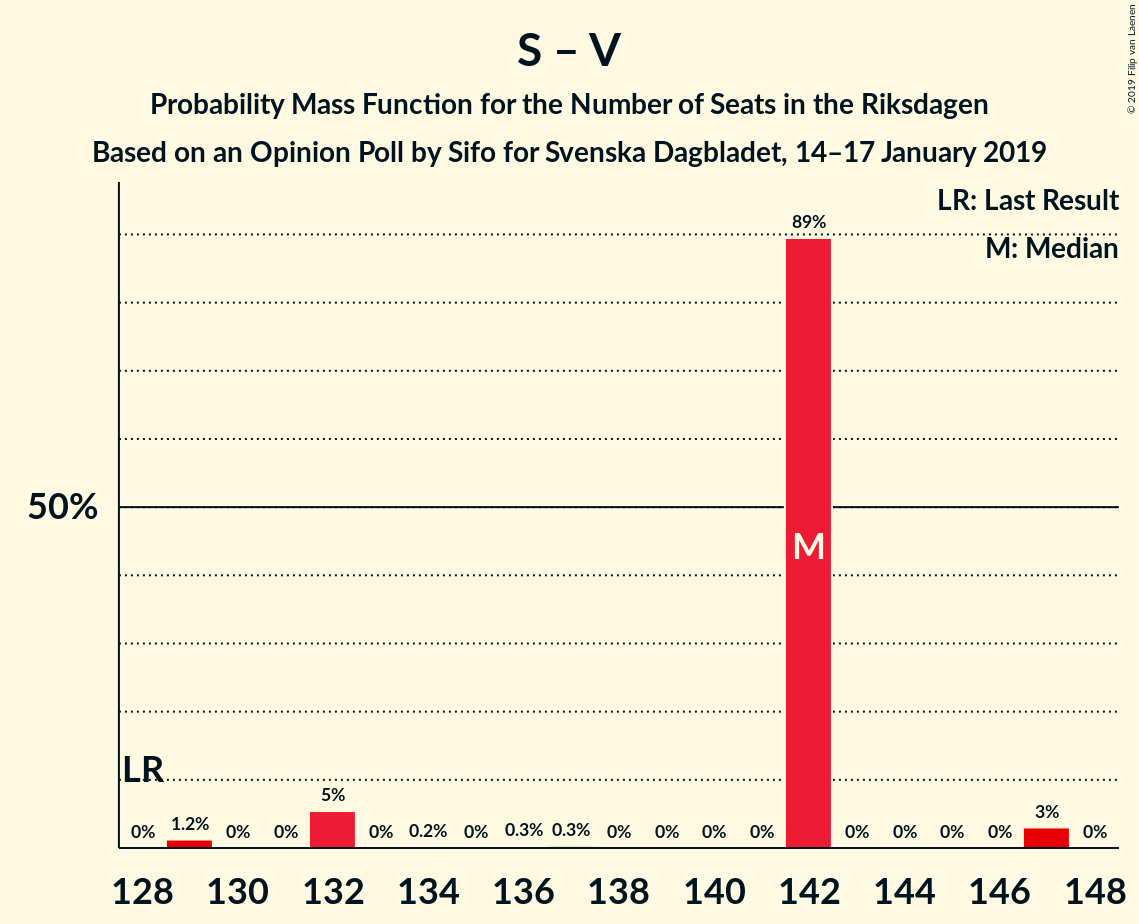 S – V
Probability Mass Function for the Number of Seats in the Riksdagen
Based on an Opinion Poll by Sifo for Svenska Dagbladet, 14–17 January 2019
© 2019 Filip van Laenen
LR: Last Result
M: Median
50%
LR
M
0% 1.2% 0% 0% 5% 0% 0.2% 0% 0.3% 0.3% 0% 0% 0% 0% 89% 0% 0% 0% 0% 3% 0%
128 130 132 134 136 138 140 142 144 146 148